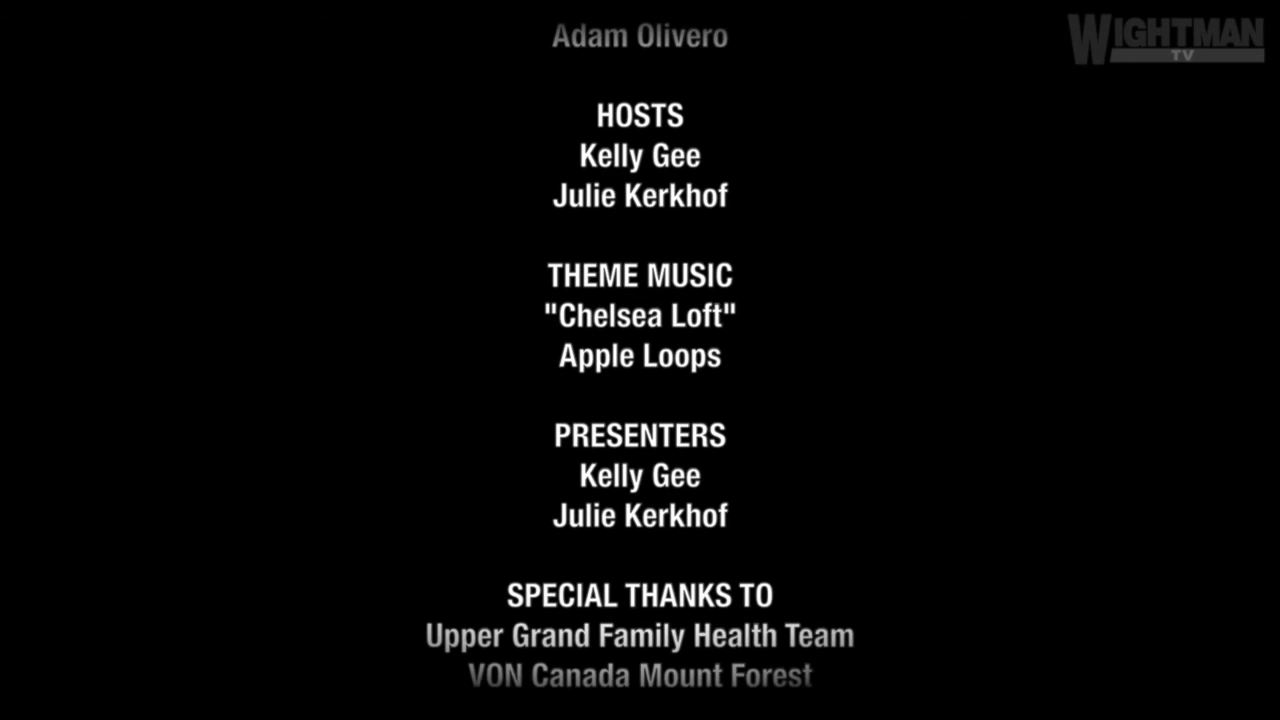 Adam Olivero
WIGHTMAN
TV
HOSTS
Kelly Gee
Julie Kerkhof
THEME MUSIC
"Chelsea Loft"
Apple Loops
PRESENTERS
Kelly Gee
Julie Kerkhof
SPECIAL THANKS TO
Upper Grand Family Health Team
VON Canada Mount Forest